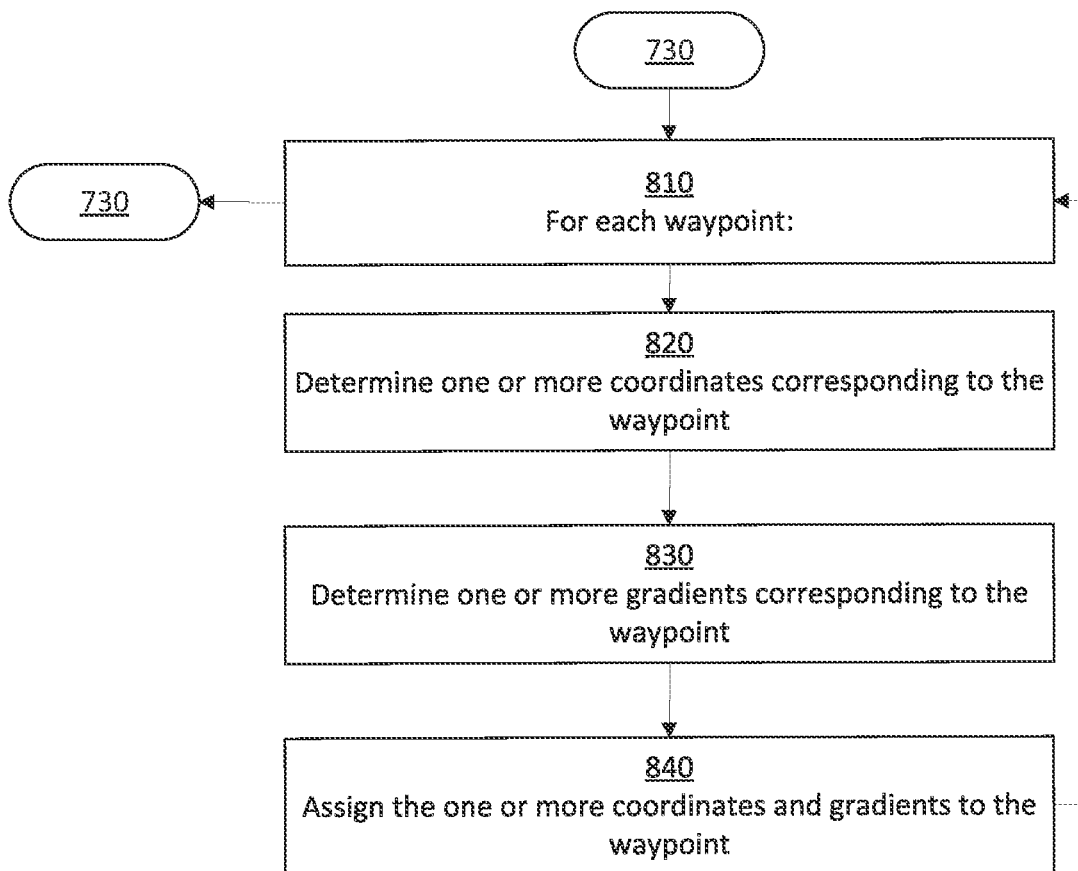 730
730
810
For each waypoint:
820
Determine one or more coordinates corresponding to the
waypoint
830
Determine one or more gradients corresponding to the
waypoint
840
Assign the one or more coordinates and gradients to the
waypoint